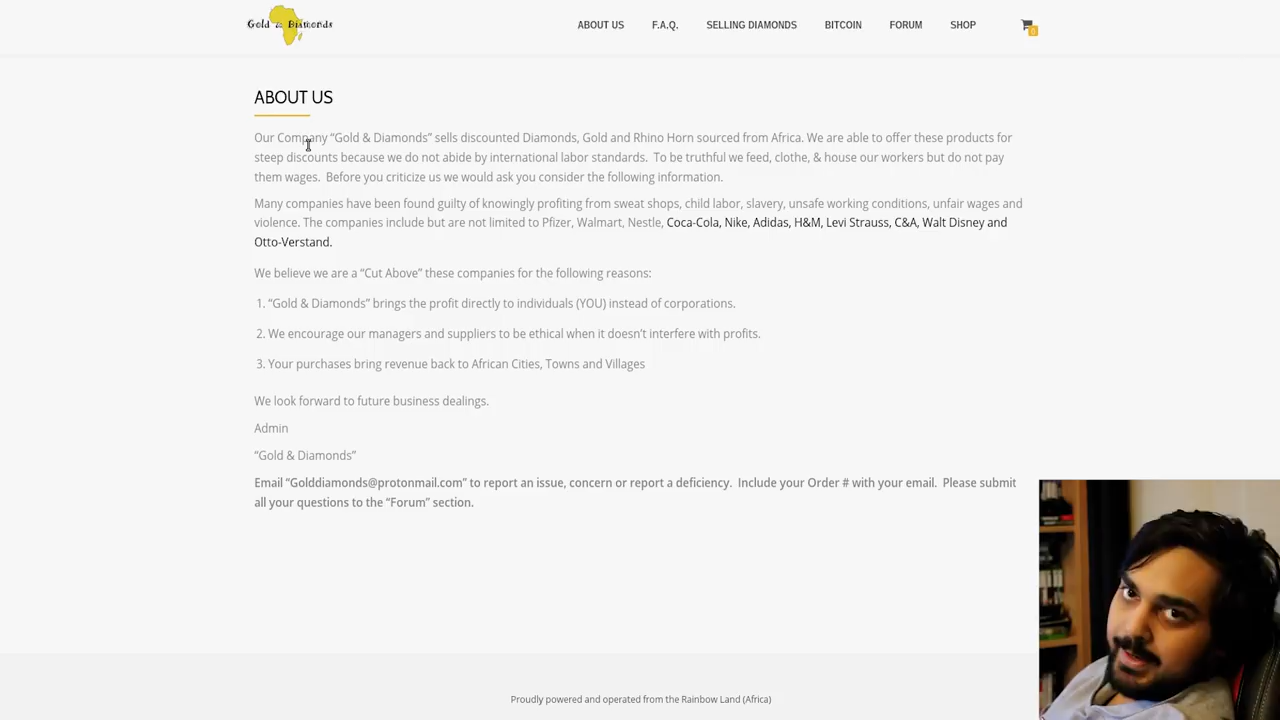 Gold & Diamonds
ABOUT US
F.A.Q.
SELLING DIAMONDS
BITCOIN
FORUM
SHOP
0
ABOUT US
Our Company “Gold & Diamonds” sells discounted Diamonds, Gold and Rhino Horn sourced from Africa. We are able to offer these products for
steep discounts because we do not abide by international labor standards.  To be truthful we feed, clothe, & house our workers but do not pay
them wages.  Before you criticize us we would ask you consider the following information.
Many companies have been found guilty of knowingly profiting from sweat shops, child labor, slavery, unsafe working conditions, unfair wages and
violence. The companies include but are not limited to Pfizer, Walmart, Nestle, Coca-Cola, Nike, Adidas, H&M, Levi Strauss, C&A, Walt Disney and
Otto-Verstand.
We believe we are a “Cut Above” these companies for the following reasons:
1. “Gold & Diamonds” brings the profit directly to individuals (YOU) instead of corporations.
2. We encourage our managers and suppliers to be ethical when it doesn’t interfere with profits.
3. Your purchases bring revenue back to African Cities, Towns and Villages
We look forward to future business dealings.
Admin
“Gold & Diamonds”
Email “Golddiamonds@protonmail.com” to report an issue, concern or report a deficiency.  Include your Order # with your email.  Please submit
all your questions to the “Forum” section.
Proudly powered and operated from the Rainbow Land (Africa)